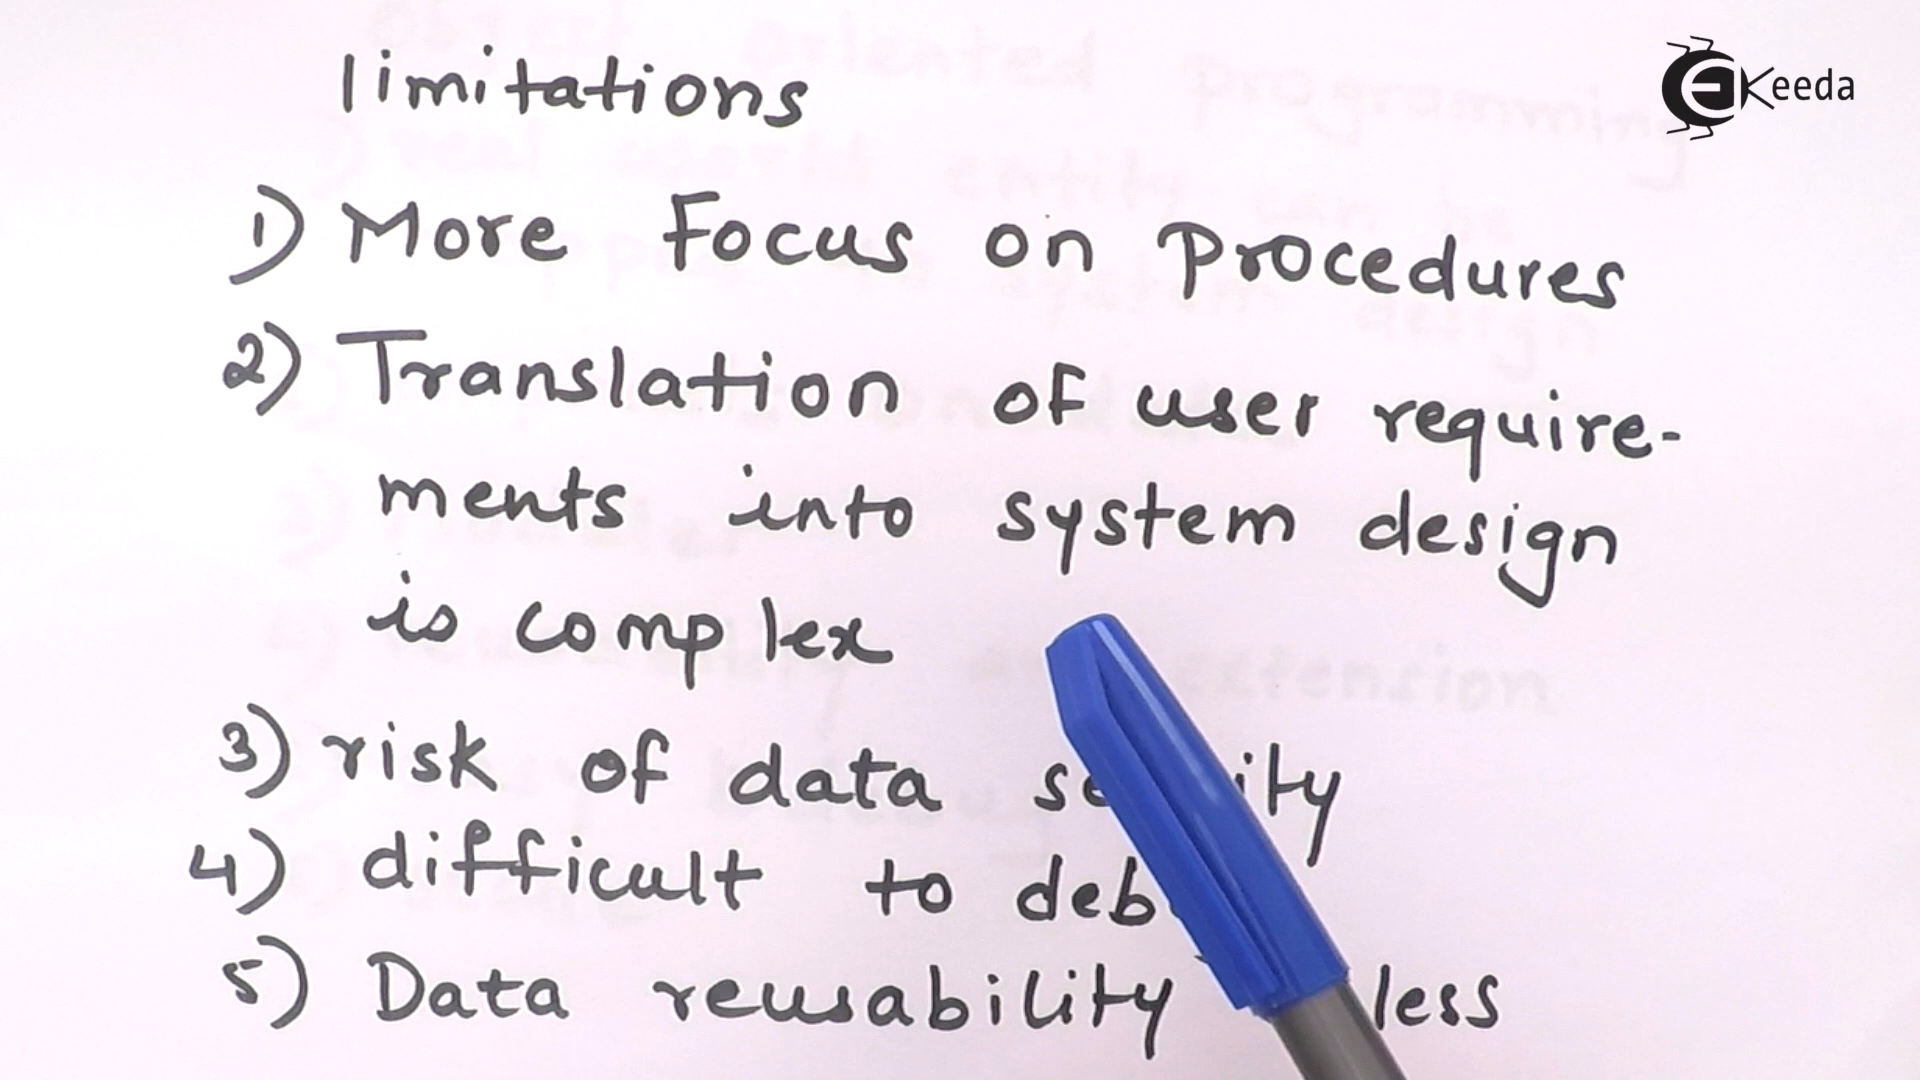 limitations
Keeda
1) More Focus on Procedures
2) Translation of user require-
ments into system design
is complex
3) risk of data
4) difficult to
5) Data reusability less